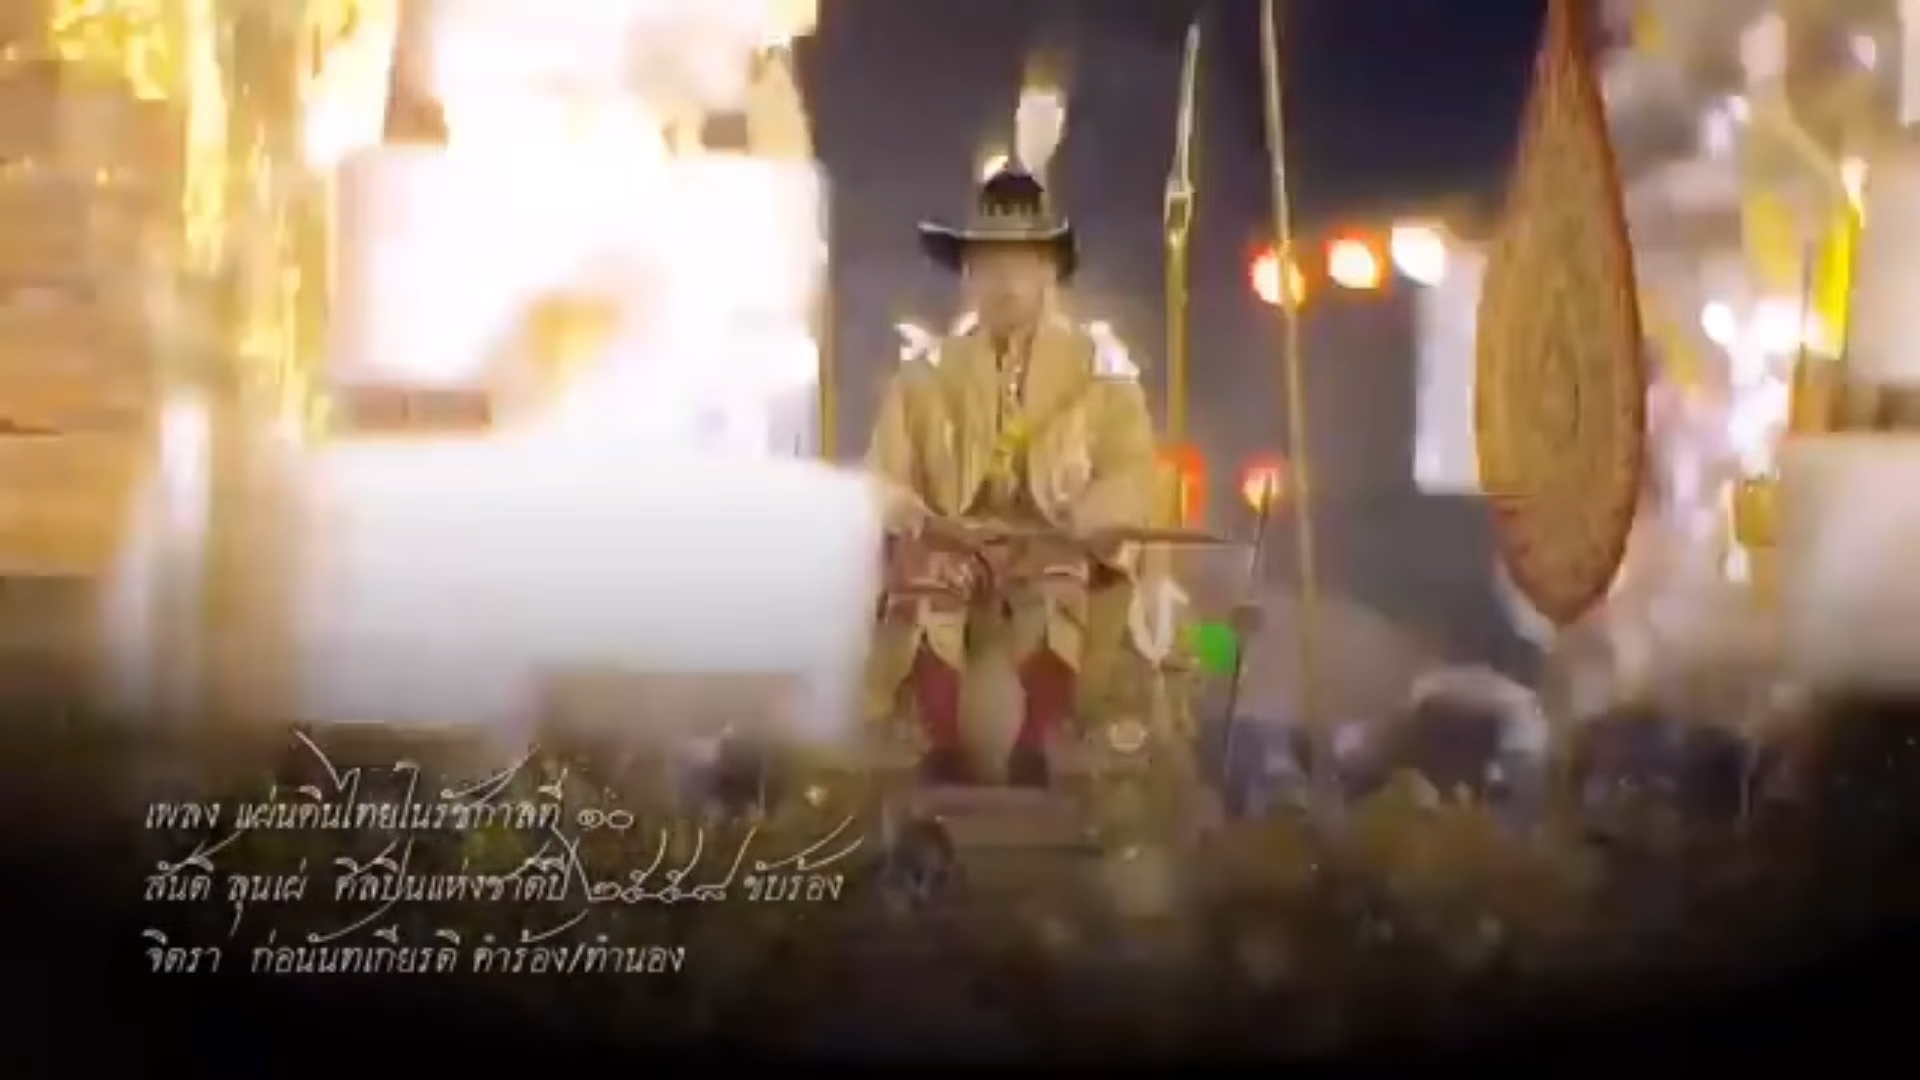 เพลง แผ่นดินไทยในรัชกาลที่ ๑๐
สันติ ลุนเผ่ ศิลปินแห่งชาติปี ๒๕๕๘ ขับร้อง
จิตรา ก่อนันทเกียรติ คำร้อง/ทำนอง